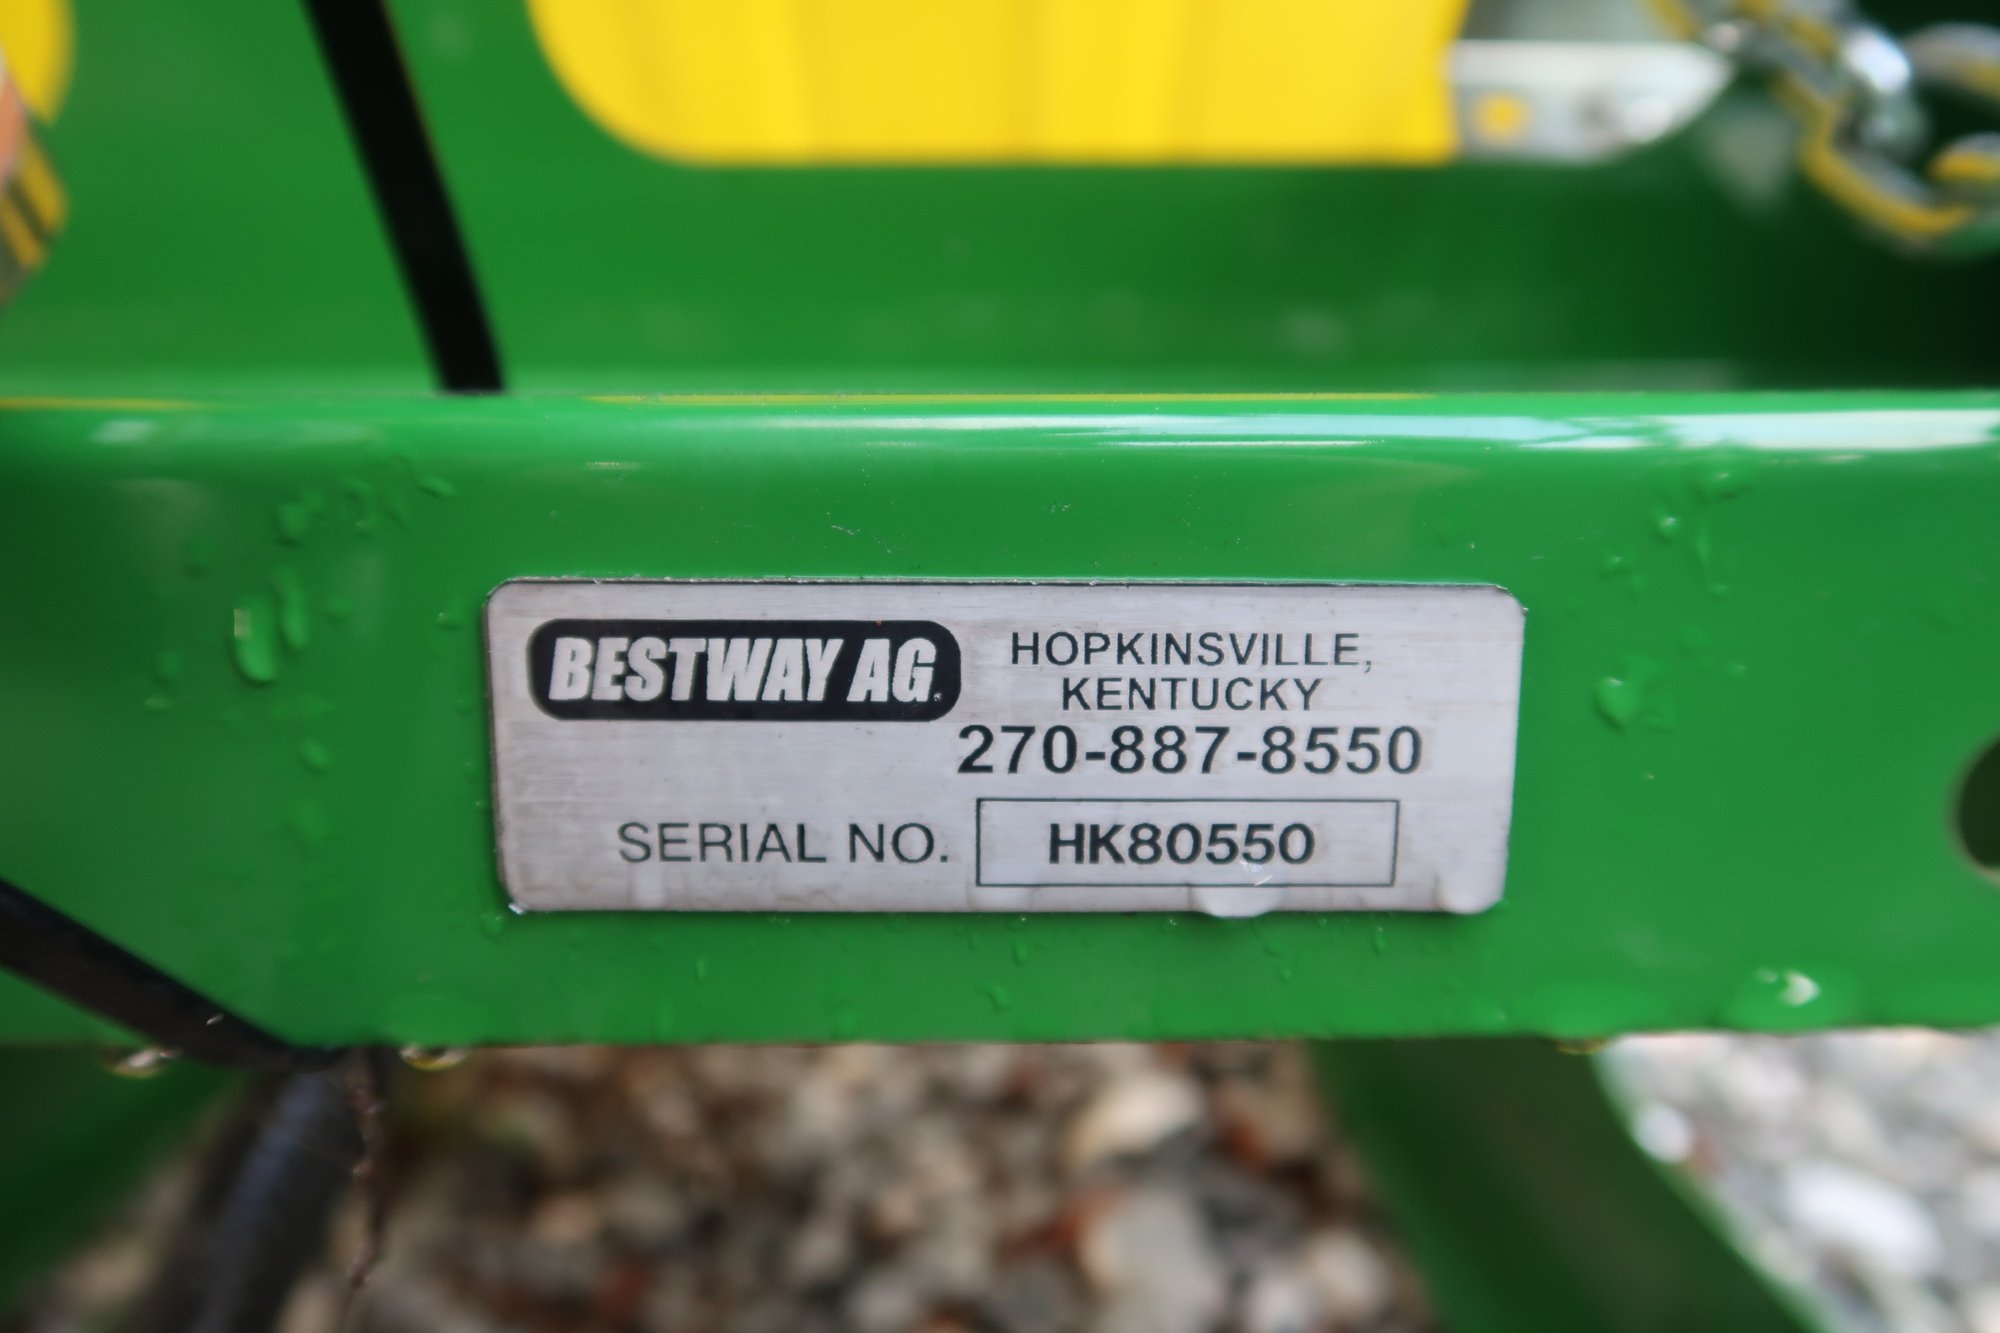 BESTWAY AG
HOPKINSVILLE,
KENTUCKY
270-887-8550
SERIAL NO. HK80550